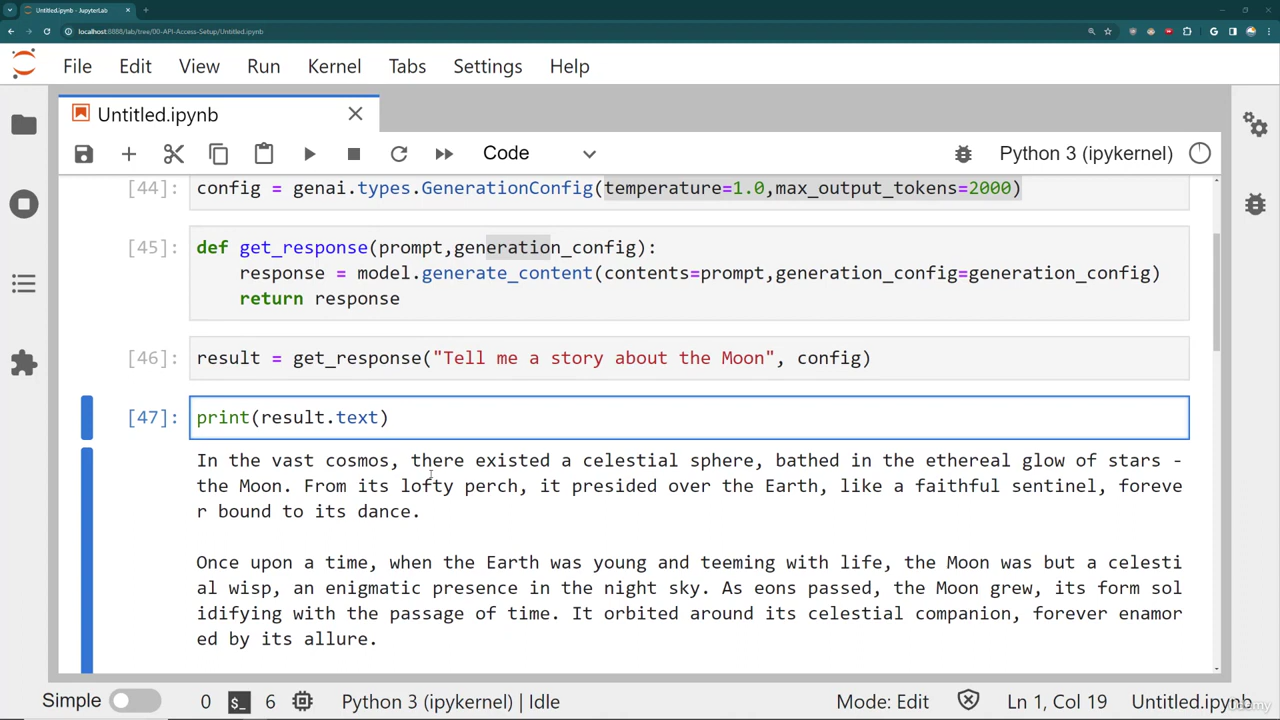 Untitled.ipynb - JupyterLab
localhost:8888/lab/tree/00-API-Access-Setup/Untitled.ipynb
File Edit View Run Kernel Tabs Settings Help
Untitled.ipynb
Code Python 3 (ipykernel)
[44]: config = genai.types.GenerationConfig(temperature=1.0,max_output_tokens=2000)
[45]: def get_response(prompt,generation_config):
response = model.generate_content(contents=prompt,generation_config=generation_config)
return response
[46]: result = get_response("Tell me a story about the Moon", config)
[47]: print(result.text)
In the vast cosmos, there existed a celestial sphere, bathed in the ethereal glow of stars -
the Moon. From its lofty perch, it presided over the Earth, like a faithful sentinel, foreve
r bound to its dance.
Once upon a time, when the Earth was young and teeming with life, the Moon was but a celesti
al wisp, an enigmatic presence in the night sky. As eons passed, the Moon grew, its form sol
idifying with the passage of time. It orbited around its celestial companion, forever enamor
ed by its allure.
Simple 0 $_ 6 Python 3 (ipykernel) | Idle Mode: Edit Ln 1, Col 19 Untitled.ipynb
Udemy